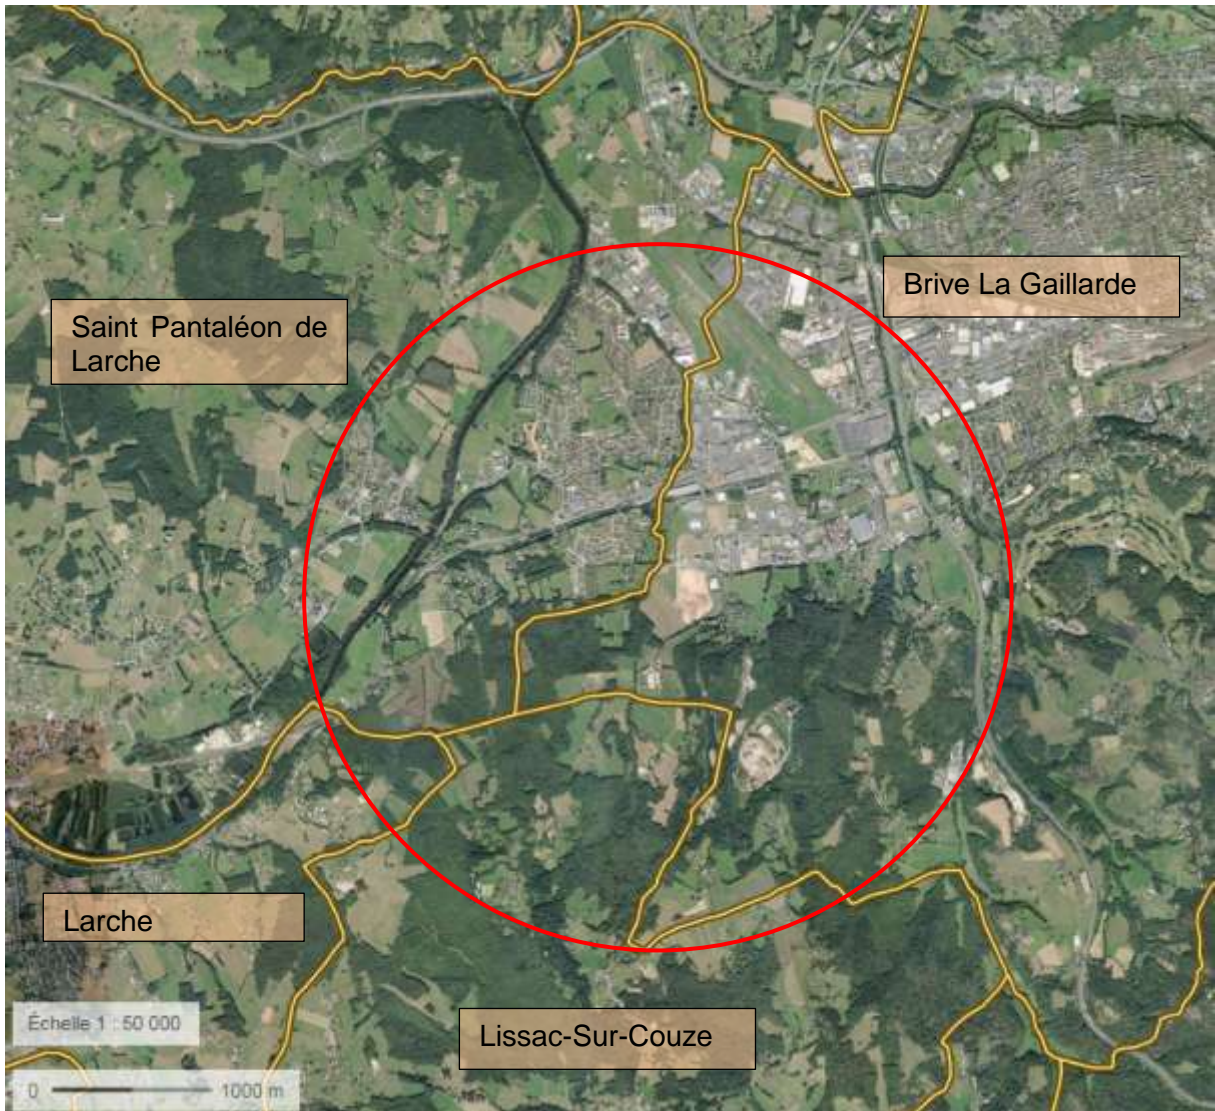 Brive La Gaillarde
Saint Pantaléon de
Larche
Larche
Lissac-Sur-Couze
Échelle 1 : 50 000
0 1000 m